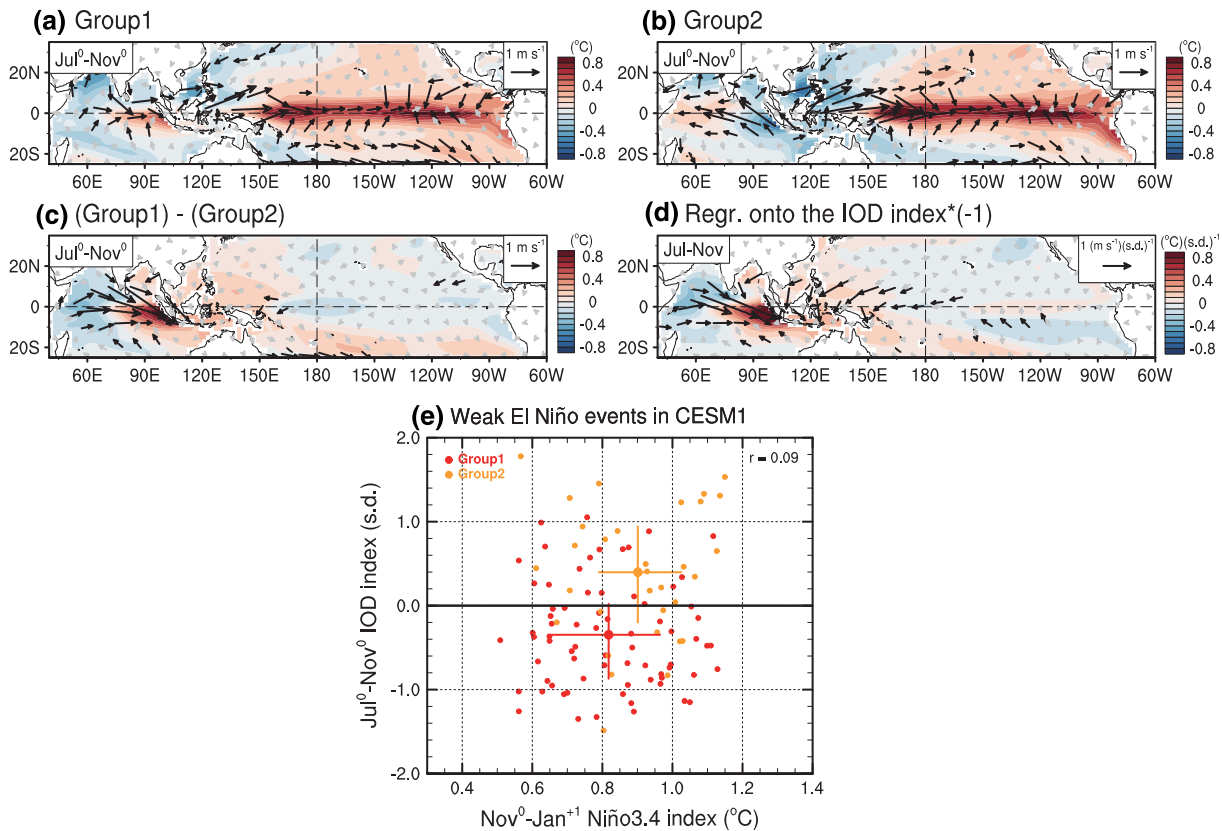 (a) Group1
Jul⁰-Nov⁰
1 m s⁻¹
(°C)
20N
0
20S
60E 90E 120E 150E 180 150W 120W 90W 60W
0.8
0.4
0
-0.4
-0.8
(b) Group2
Jul⁰-Nov⁰
1 m s⁻¹
(°C)
20N
0
20S
60E 90E 120E 150E 180 150W 120W 90W 60W
0.8
0.4
0
-0.4
-0.8
(c) (Group1) - (Group2)
Jul⁰-Nov⁰
1 m s⁻¹
(°C)
20N
0
20S
60E 90E 120E 150E 180 150W 120W 90W 60W
0.8
0.4
0
-0.4
-0.8
(d) Regr. onto the IOD index*(-1)
Jul-Nov
1 (m s⁻¹)(s.d.)⁻¹
(°C)(s.d.)⁻¹
20N
0
20S
60E 90E 120E 150E 180 150W 120W 90W 60W
0.8
0.4
0
-0.4
-0.8
(e) Weak El Niño events in CESM1
Group1
Group2
r = 0.09
Jul⁰-Nov⁰ IOD index (s.d.)
2.0
1.0
0.0
-1.0
-2.0
0.4 0.6 0.8 1.0 1.2 1.4
Nov⁰-Jan⁺¹ Niño3.4 index (°C)